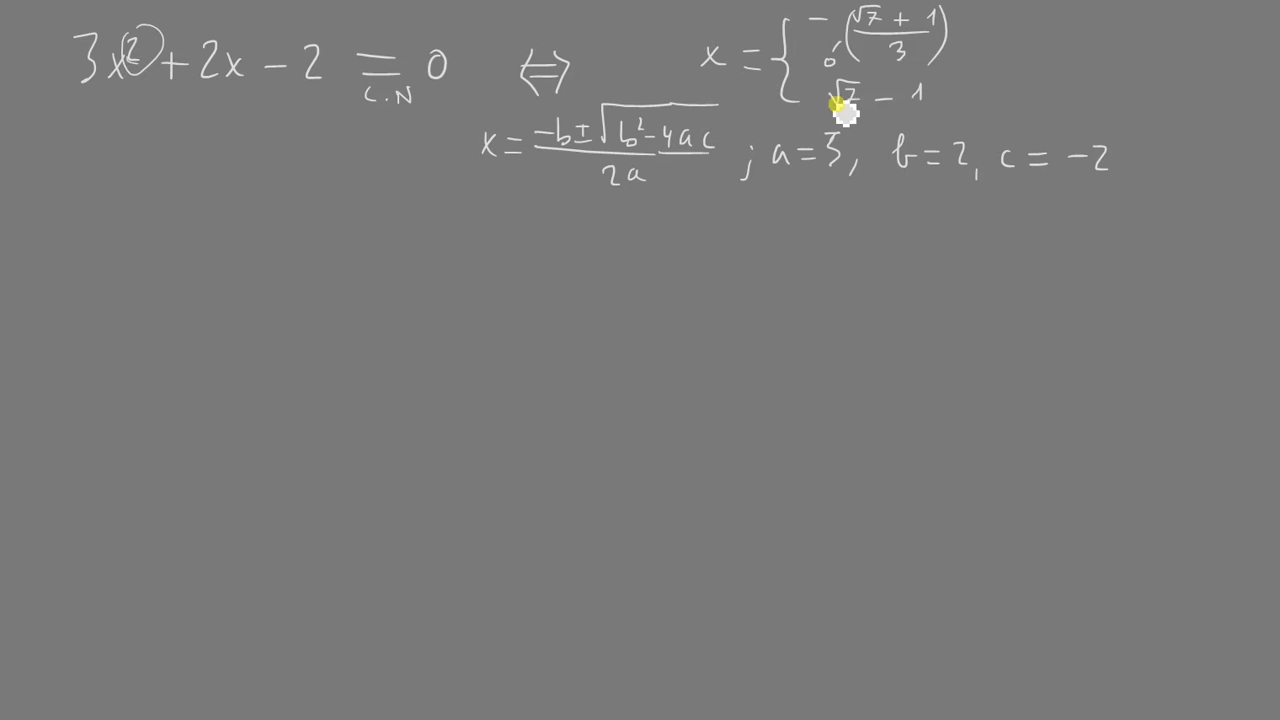 3x² + 2x - 2 = 0 ⇔ x = { - ((√7 + 1)/3) ó √7 - 1
C.N
x = (-b ± √(b² - 4ac))/2a ; a = 3, b = 2, c = -2